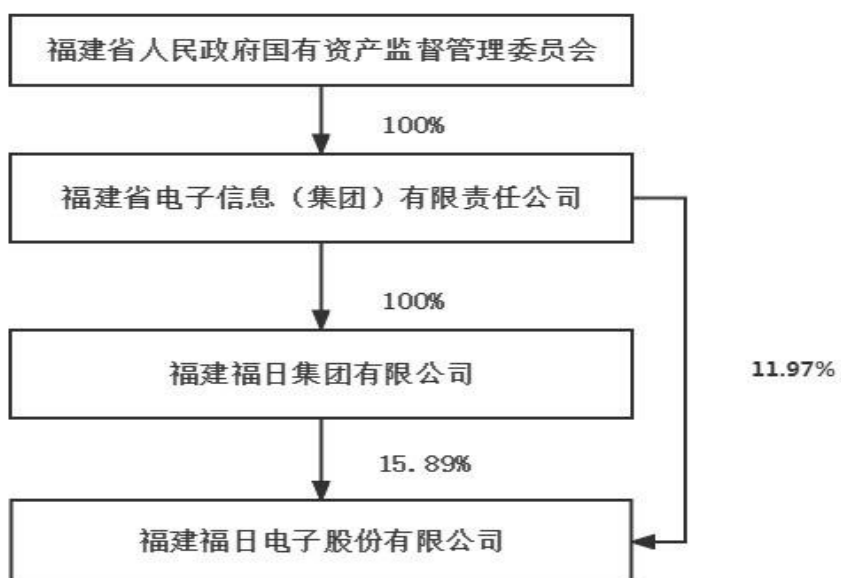 福建省人民政府国有资产监督管理委员会
100%
福建省电子信息（集团）有限责任公司
100%
福建福日集团有限公司
11.97%
15.89%
福建福日电子股份有限公司